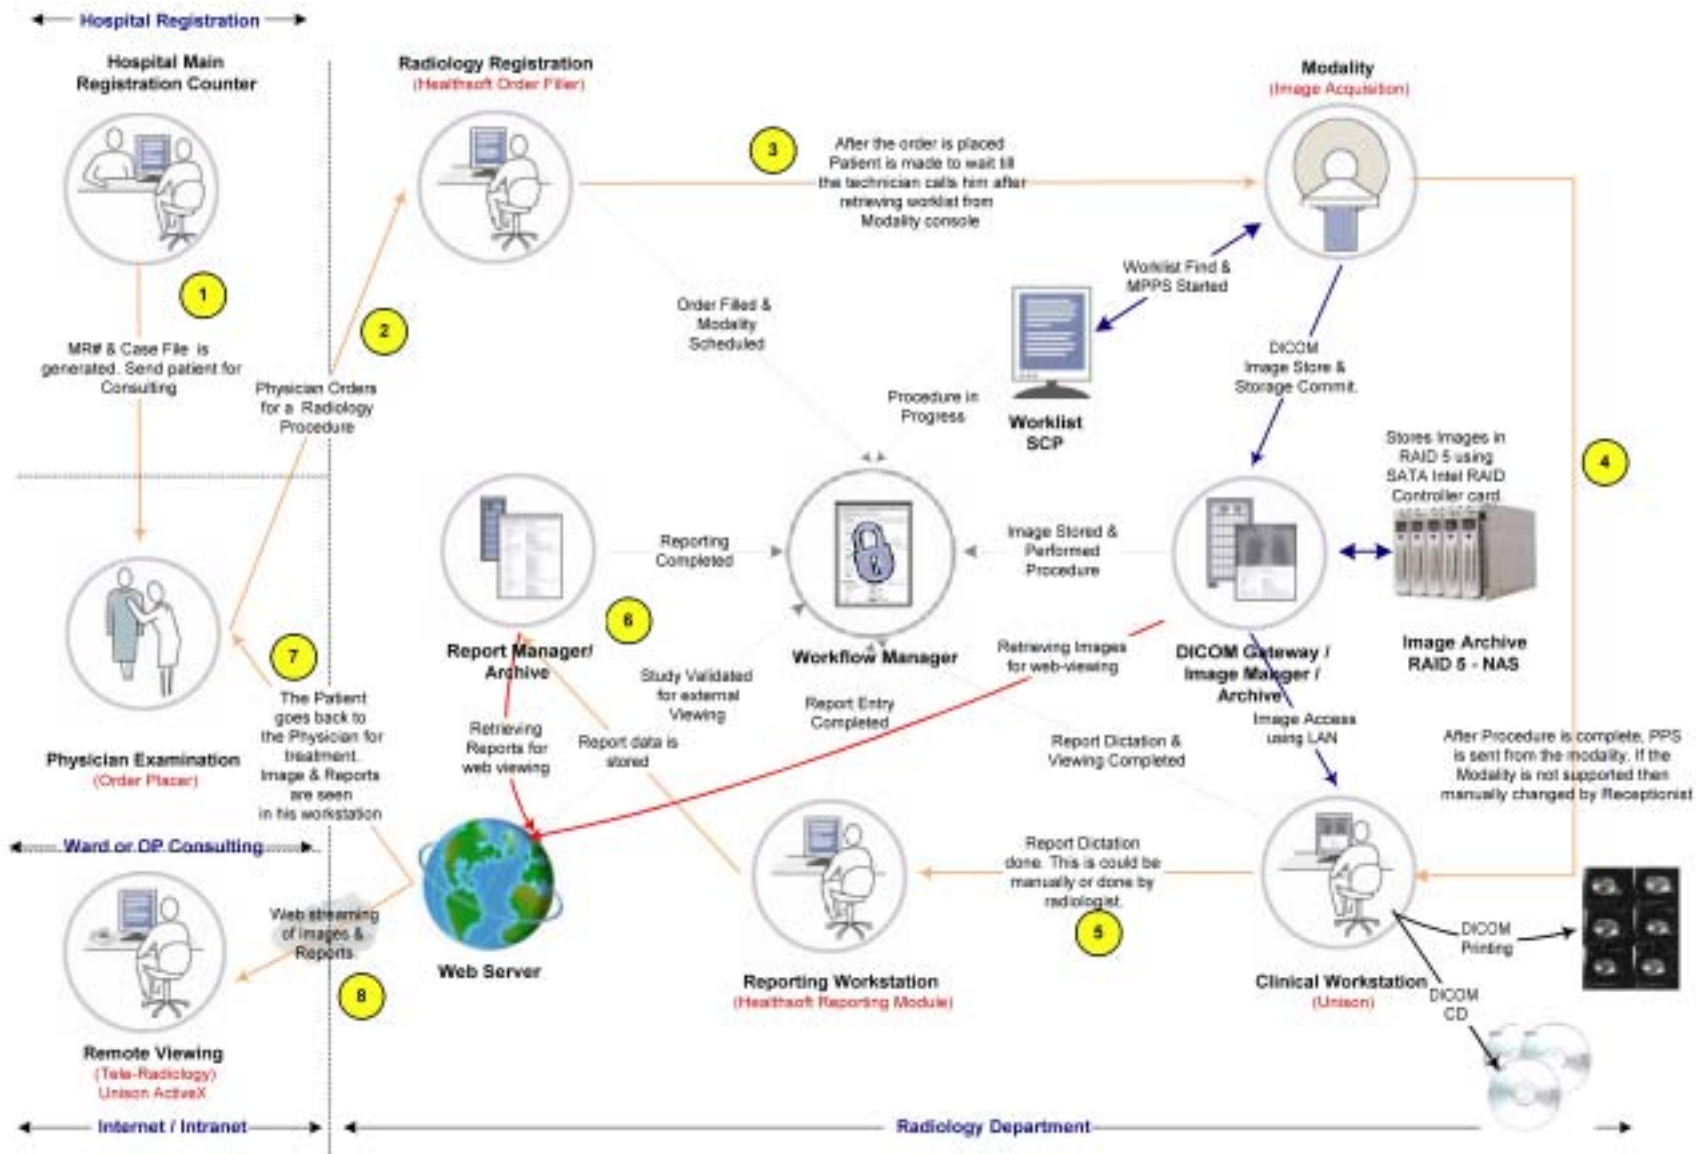 Hospital Registration
Hospital Main
Registration Counter
Radiology Registration
(Healthsoft Order Filler)
Modality
(Image Acquisition)
3
After the order is placed
Patient is made to wait till
the technician calls him after
retrieving worklist from
Modality console
1
2
MR# & Case File is
generated. Send patient for
Consulting
Physician Orders
for a Radiology
Procedure
Order Filled &
Modality
Scheduled
Worklist Find &
MPPS Started
Procedure in
Progress
Worklist
SCP
DICOM
Image Store &
Storage Commit.
Stores Images in
RAID 5 using
SATA Intel RAID
Controller card
4
Reporting
Completed
Image Stored &
Performed
Procedure
6
7
Report Manager/
Archive
Workflow Manager
Retrieving Images
for web-viewing
DICOM Gateway /
Image Manger /
Archive
Image Archive
RAID 5 - NAS
Study Validated
for external
Viewing
Report Entry
Completed
Image Access
using LAN
Physician Examination
(Order Placer)
The Patient
goes back to
the Physician for
treatment.
Image & Reports
are seen
in his workstation
Retrieving
Reports for
web viewing
Report data is
stored
Report Dictation &
Viewing Completed
After Procedure is complete, PPS
is sent from the modality. If the
Modality is not supported then
manually changed by Receptionist
Ward or OP Consulting
Report Dictation
done. This is could be
manually or done by
radiologist.
5
Web streaming
of Images &
Reports.
8
Web Server
Reporting Workstation
(Healthsoft Reporting Module)
Clinical Workstation
(Unison)
DICOM
Printing
DICOM
CD
Remote Viewing
(Tele-Radiology)
Unison ActiveX
Internet / Intranet
Radiology Department